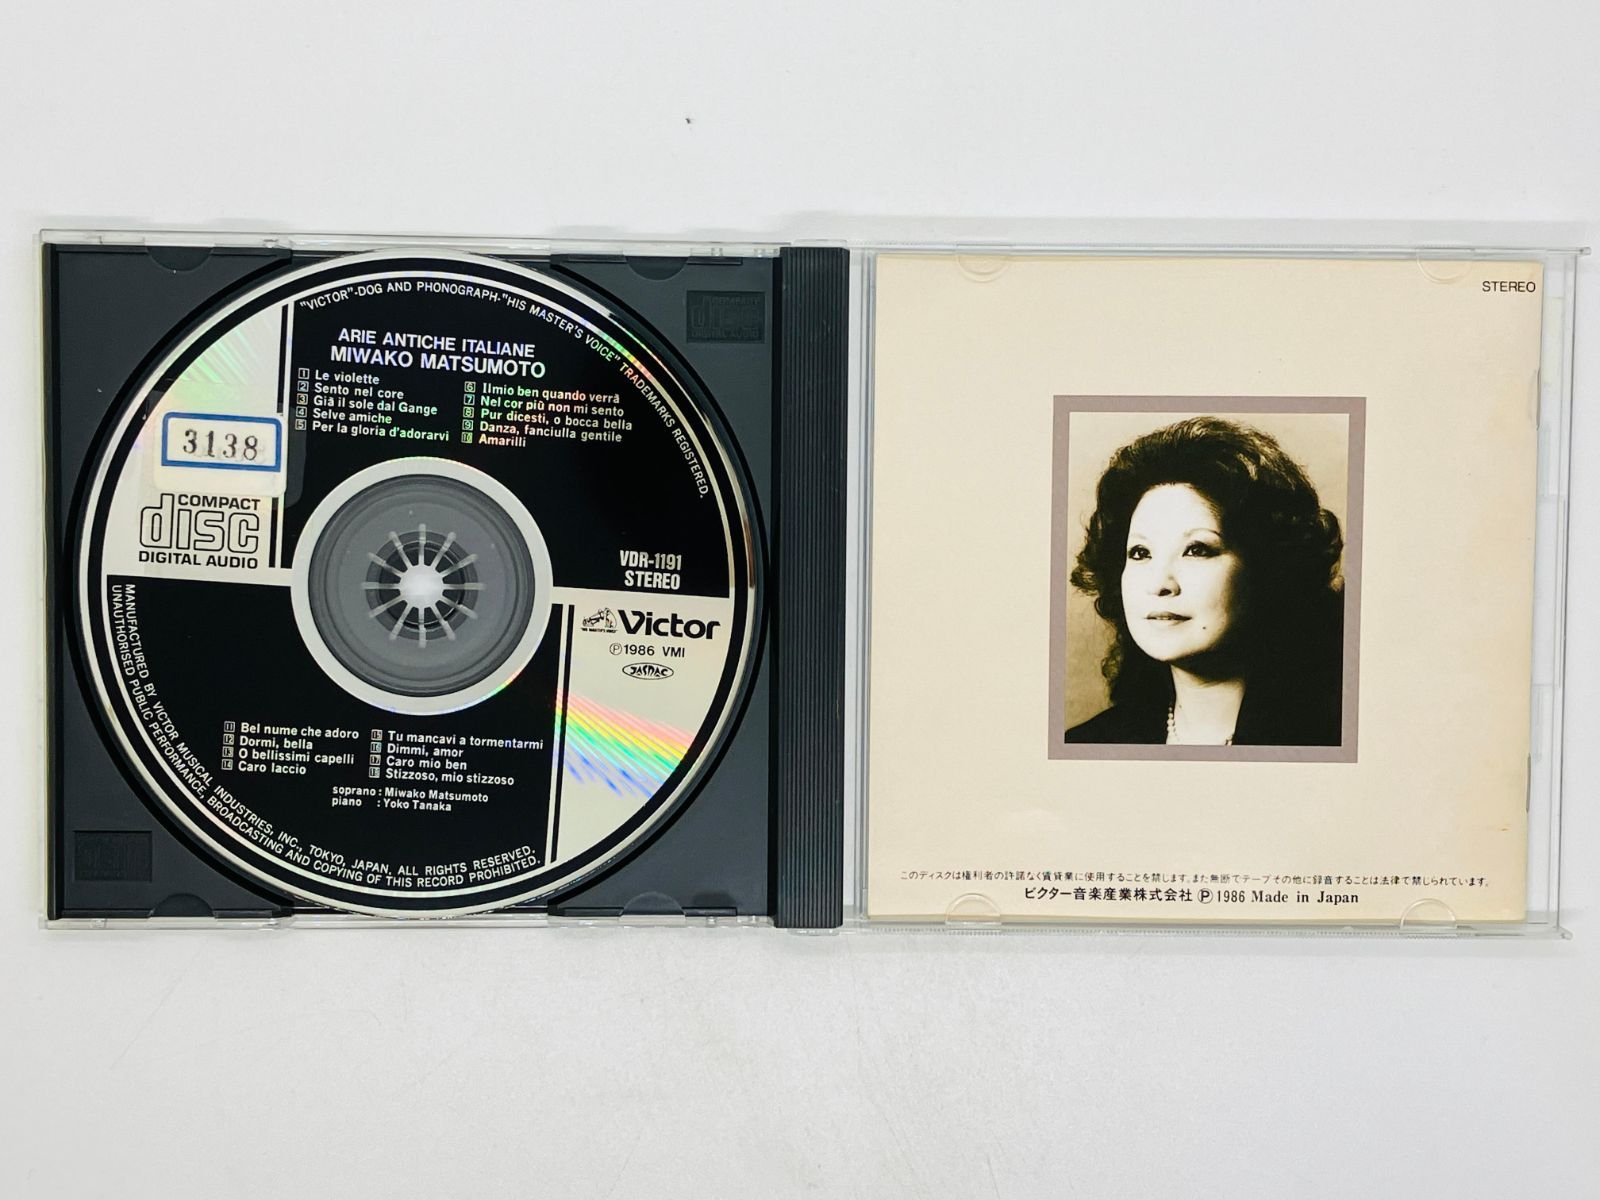 "VICTOR"-DOG AND PHONOGRAPH-"HIS MASTER'S VOICE" TRADEMARKS REGISTERED.
ARIE ANTICHE ITALIANE
MIWAKO MATSUMOTO
1 Le violette
2 Sento nel core
3 Già il sole dal Gange
4 Selve amiche
5 Per la gloria d'adorarvi
6 Ilmio ben quando verrà
7 Nel cor più non mi sento
8 Pur dicesti, o bocca bella
9 Danza, fanciulla gentile
10 Amarilli
3138
COMPACT
disc
DIGITAL AUDIO
VDR-1191
STEREO
"HIS MASTER'S VOICE"
Victor
Ⓟ1986 VMI
JASRAC
11 Bel nume che adoro
12 Dormi, bella
13 O bellissimi capelli
14 Caro laccio
15 Tu mancavi a tormentarmi
16 Dimmi, amor
17 Caro mio ben
18 Stizzoso, mio stizzoso
soprano : Miwako Matsumoto
piano : Yoko Tanaka
MANUFACTURED BY VICTOR MUSICAL INDUSTRIES, INC., TOKYO, JAPAN. ALL RIGHTS RESERVED.
UNAUTHORISED PUBLIC PERFORMANCE, BROADCASTING AND COPYING OF THIS RECORD PROHIBITED.
COMPACT
disc
DIGITAL AUDIO
STEREO
このディスクは権利者の許諾なく賃貸業に使用することを禁じます。また無断でテープその他に録音することは法律で禁じられています。
ビクター音楽産業株式会社 Ⓟ 1986 Made in Japan